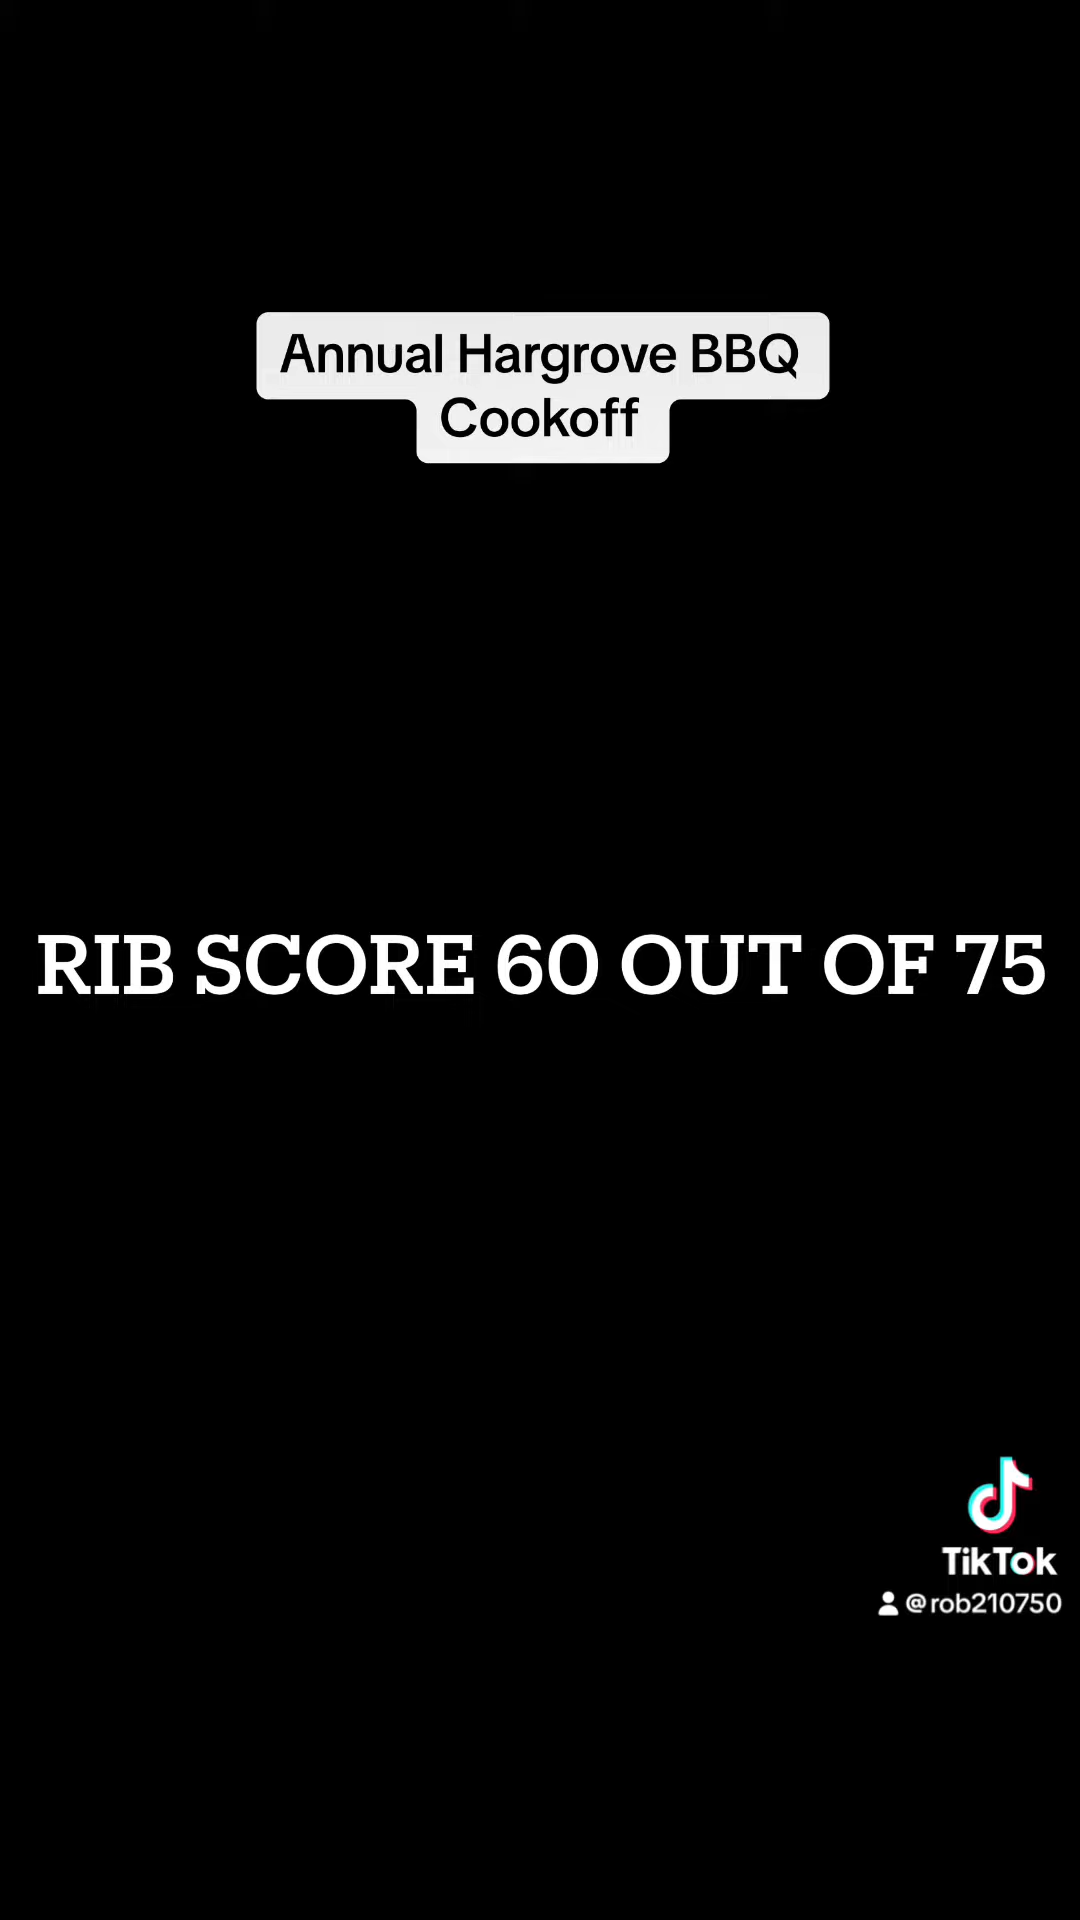 Annual Hargrove BBQ
Cookoff
RIB SCORE 60 OUT OF 75
TikTok
@rob210750